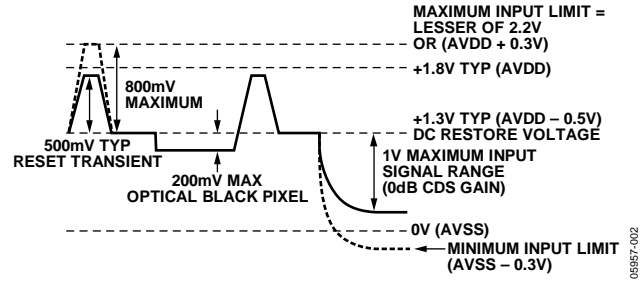 MAXIMUM INPUT LIMIT =
LESSER OF 2.2V
OR (AVDD + 0.3V)
+1.8V TYP (AVDD)
800mV
MAXIMUM
+1.3V TYP (AVDD – 0.5V)
DC RESTORE VOLTAGE
500mV TYP
RESET TRANSIENT
1V MAXIMUM INPUT
SIGNAL RANGE
(0dB CDS GAIN)
200mV MAX
OPTICAL BLACK PIXEL
0V (AVSS)
MINIMUM INPUT LIMIT
(AVSS – 0.3V)
05957-002